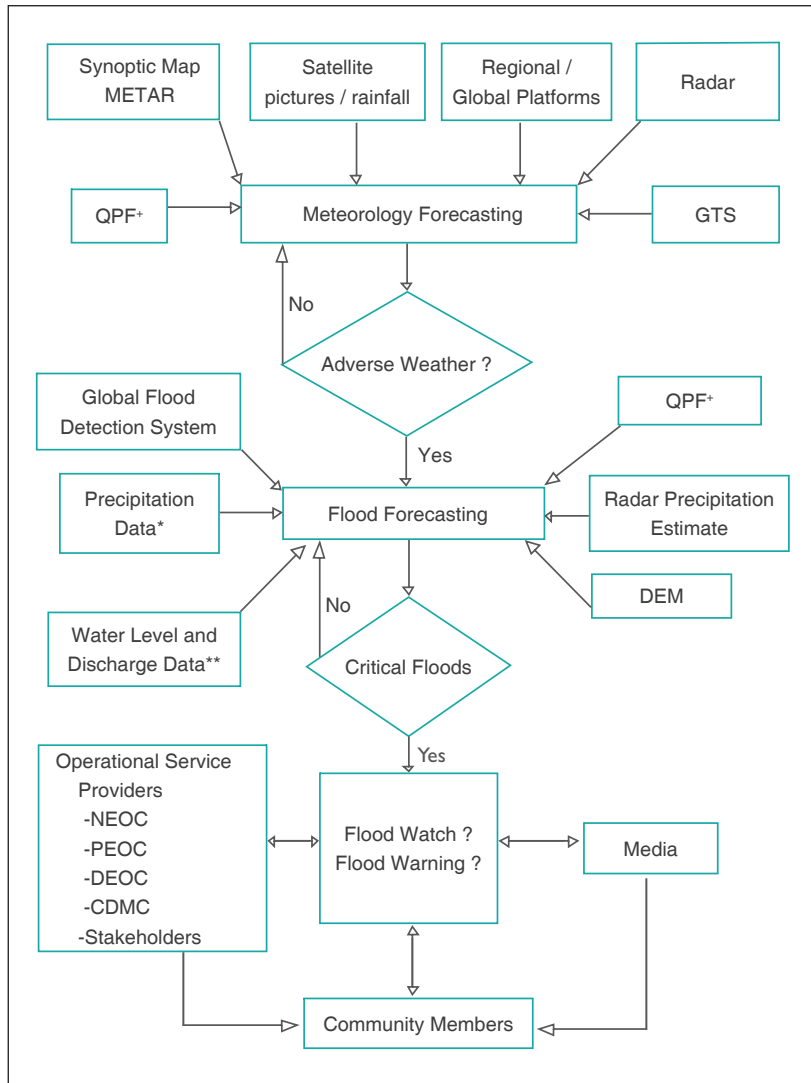 Synoptic Map
METAR
Satellite
pictures / rainfall
Regional /
Global Platforms
Radar
QPF+
Meteorology Forecasting
GTS
No
Adverse Weather ?
Yes
Global Flood
Detection System
QPF+
Precipitation
Data*
Flood Forecasting
Radar Precipitation
Estimate
No
DEM
Water Level and
Discharge Data**
Critical Floods
Yes
Operational Service
Providers
-NEOC
-PEOC
-DEOC
-CDMC
-Stakeholders
Flood Watch ?
Flood Warning ?
Media
Community Members